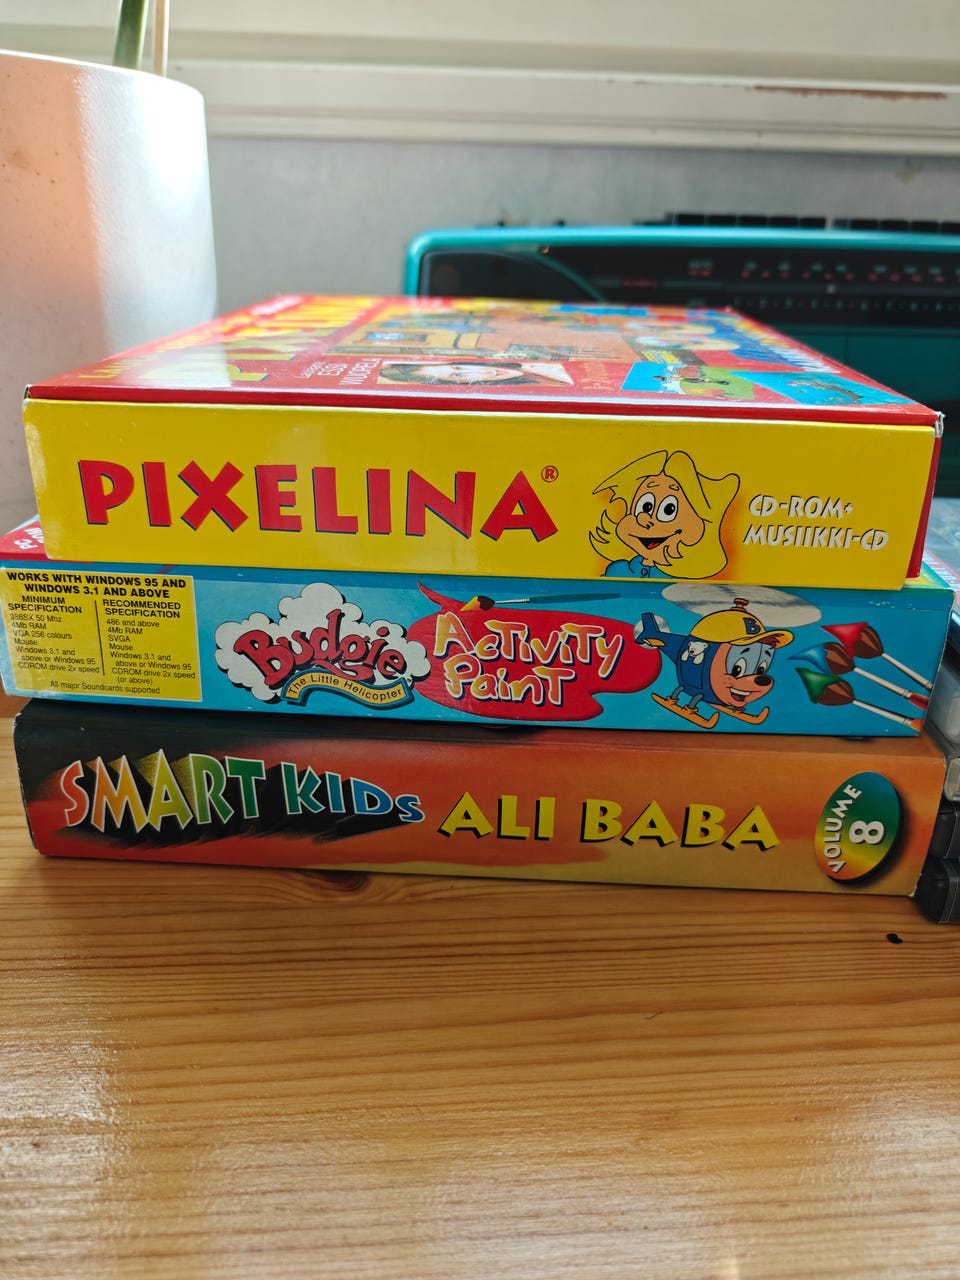 PIXELINA®
CD-ROM+
MUSIIKKI-CD
WORKS WITH WINDOWS 95 AND
WINDOWS 3.1 AND ABOVE
MINIMUM
SPECIFICATION
386SX 50 Mhz
4Mb RAM
VGA 256 colours
Mouse
Windows 3.1 and
above or Windows 95
CDROM drive 2x speed
RECOMMENDED
SPECIFICATION
486 and above
4Mb RAM
SVGA
Mouse
Windows 3.1 and
above or Windows 95
CDROM drive 2x speed
(or above)
All major Soundcards supported
Budgie
The Little Helicopter
Activity
Paint
B
SMART KIDS
ALI BABA
VOLUME
8